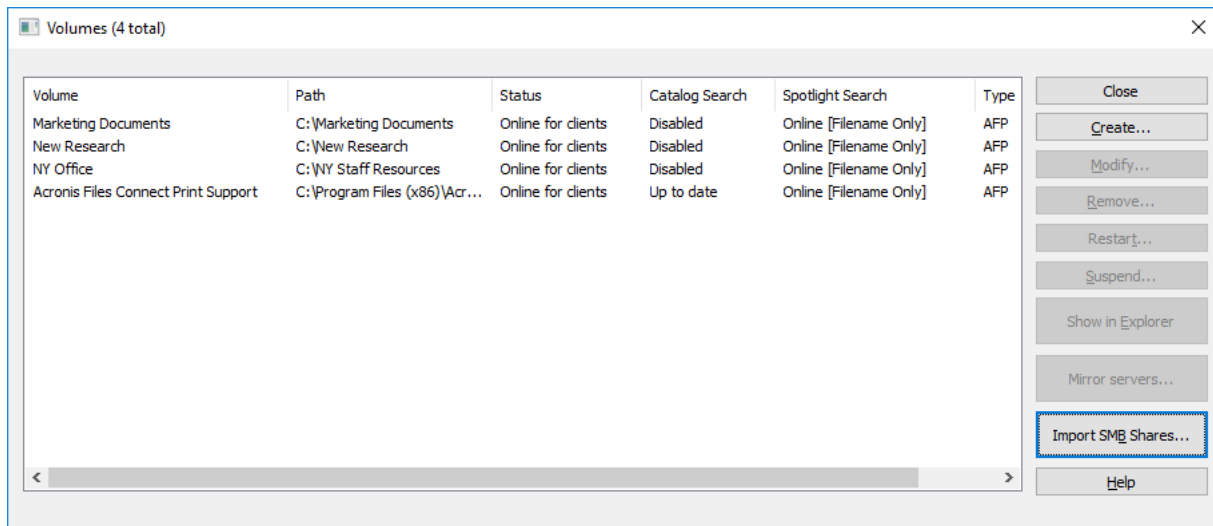 Volumes (4 total)
Volume Path Status Catalog Search Spotlight Search Type
Marketing Documents C:\Marketing Documents Online for clients Disabled Online [Filename Only] AFP
New Research C:\New Research Online for clients Disabled Online [Filename Only] AFP
NY Office C:\NY Staff Resources Online for clients Disabled Online [Filename Only] AFP
Acronis Files Connect Print Support C:\Program Files (x86)\Acr... Online for clients Up to date Online [Filename Only] AFP
Close
Create...
Modify...
Remove...
Restart...
Suspend...
Show in Explorer
Mirror servers...
Import SMB Shares...
Help